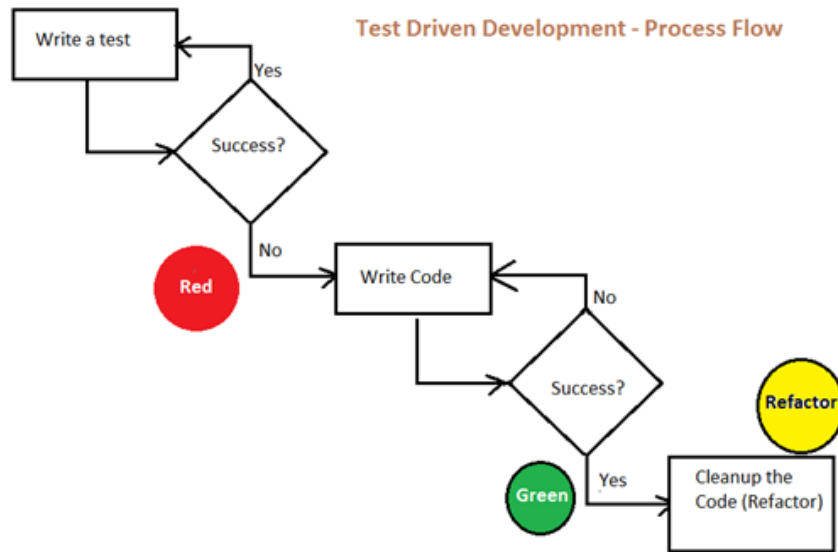 Test Driven Development - Process Flow
Write a test
Yes
Success?
No
Red
Write Code
No
Success?
Refactor
Yes
Green
Cleanup the
Code (Refactor)